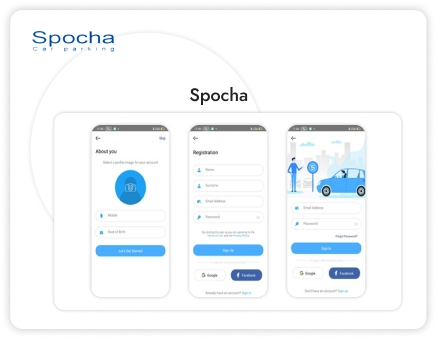 Spocha
Car parking
Spocha
Skip
About you
Select a profile image for your account
Mobile
Date of Birth
Let's Get Started
Registration
Name
Surname
Email Address
Password
Sign Up
Google
Facebook
Already have an account? Sign In
S
Email Address
Password
Forgot Password?
Sign In
Google
Facebook
Don't have an account? Sign up